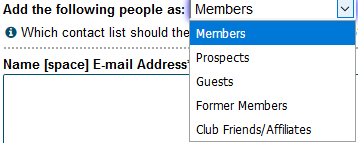 Add the following people as: Members
Members
Which contact list should the
Prospects
Name [space] E-mail Address*
Guests
Former Members
Club Friends/Affiliates